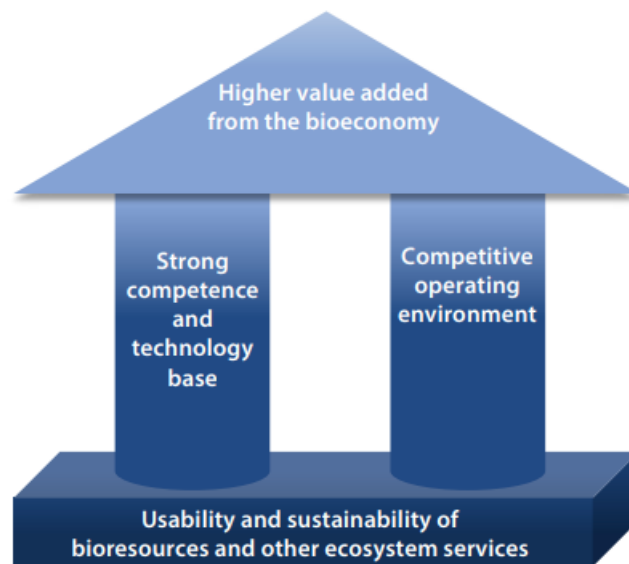 Higher value added
from the bioeconomy
Strong
competence
and
technology
base
Competitive
operating
environment
Usability and sustainability of
bioresources and other ecosystem services